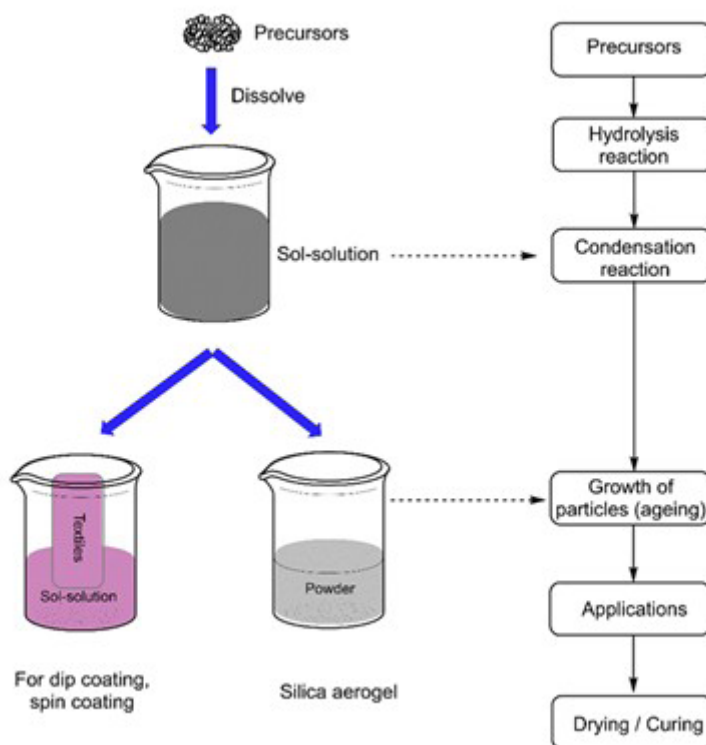 Precursors
Dissolve
Sol-solution
Textiles
Sol-solution
For dip coating,
spin coating
Powder
Silica aerogel
Precursors
Hydrolysis
reaction
Condensation
reaction
Growth of
particles (ageing)
Applications
Drying / Curing